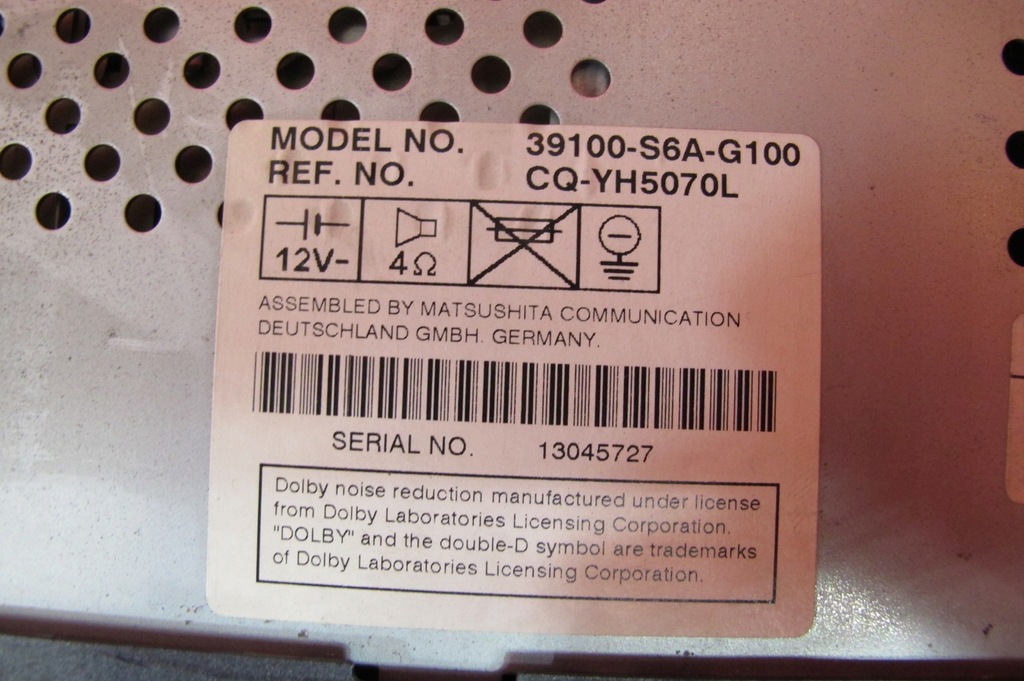 MODEL NO. 39100-S6A-G100
REF. NO. CQ-YH5070L
12V- 4Ω
ASSEMBLED BY MATSUSHITA COMMUNICATION
DEUTSCHLAND GMBH. GERMANY.
SERIAL NO. 13045727
Dolby noise reduction manufactured under license
from Dolby Laboratories Licensing Corporation.
"DOLBY" and the double-D symbol are trademarks
of Dolby Laboratories Licensing Corporation.